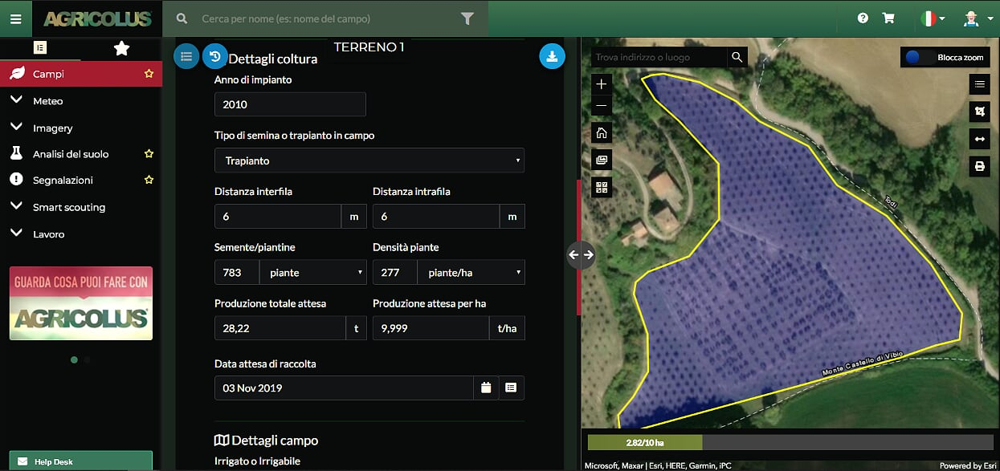 AGRICOLUS
Cerca per nome (es: nome del campo)
Campi
Meteo
Imagery
Analisi del suolo
Segnalazioni
Smart scouting
Lavoro
GUARDA COSA PUOI FARE CON
AGRICOLUS
Help Desk
TERRENO 1
Dettagli coltura
Anno di impianto
2010
Tipo di semina o trapianto in campo
Trapianto
Distanza interfila Distanza intrafila
6 m 6 m
Semente/piantine Densità piante
783 piante 277 piante/ha
Produzione totale attesa Produzione attesa per ha
28,22 t 9,999 t/ha
Data attesa di raccolta
03 Nov 2019
Dettagli campo
Irrigato o Irrigabile
Trova indirizzo o luogo
Blocca zoom
Todi
Monte Castello di Vibio
2.82/10 ha
Microsoft, Maxar | Esri, HERE, Garmin, iPC
Powered by Esri